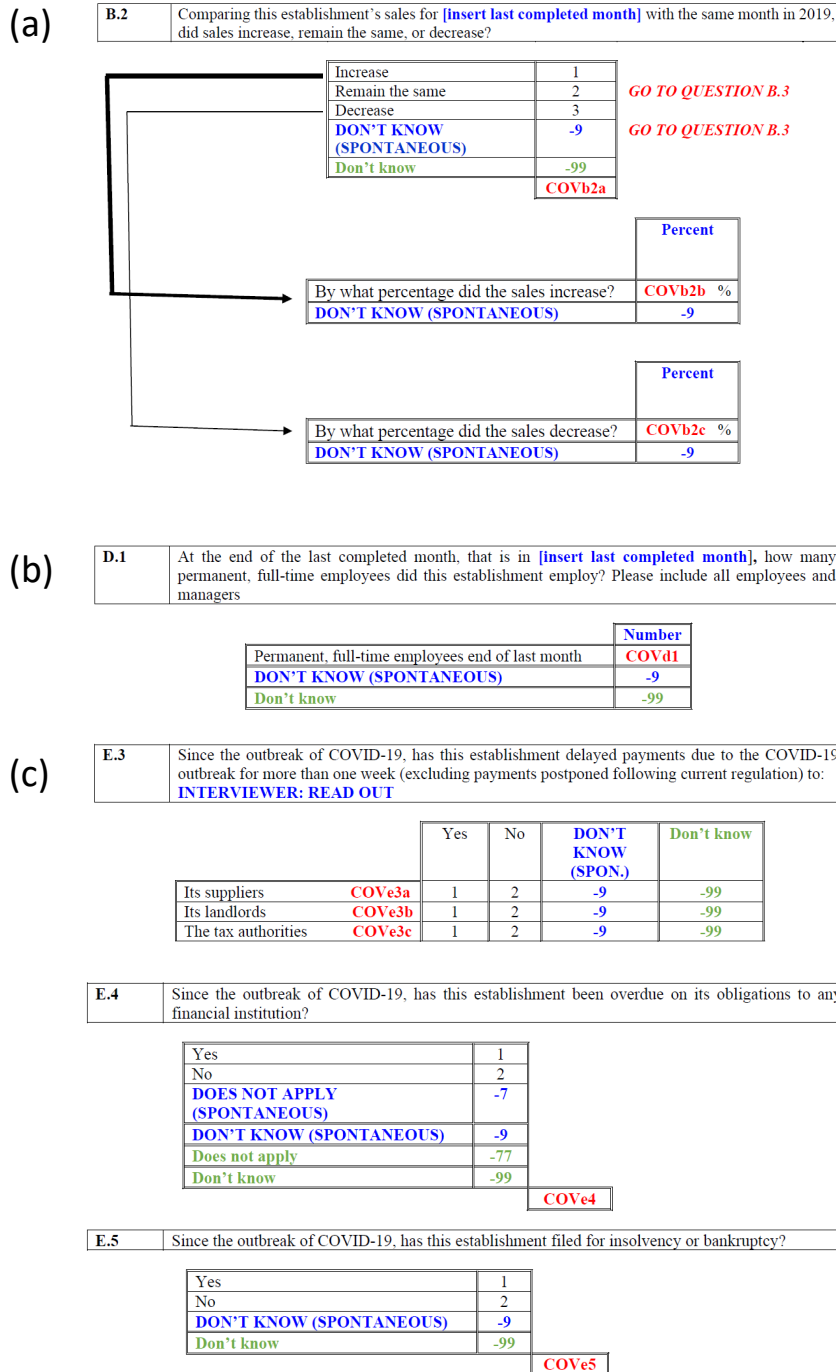 (a)
B.2 Comparing this establishment's sales for [insert last completed month] with the same month in 2019,
did sales increase, remain the same, or decrease?
Increase 1
Remain the same 2 GO TO QUESTION B.3
Decrease 3
DON'T KNOW -9 GO TO QUESTION B.3
(SPONTANEOUS)
Don't know -99
COVb2a
Percent
By what percentage did the sales increase? COVb2b %
DON'T KNOW (SPONTANEOUS) -9
Percent
By what percentage did the sales decrease? COVb2c %
DON'T KNOW (SPONTANEOUS) -9
(b)
D.1 At the end of the last completed month, that is in [insert last completed month], how many
permanent, full-time employees did this establishment employ? Please include all employees and
managers
Number
Permanent, full-time employees end of last month COVd1
DON'T KNOW (SPONTANEOUS) -9
Don't know -99
(c)
E.3 Since the outbreak of COVID-19, has this establishment delayed payments due to the COVID-19
outbreak for more than one week (excluding payments postponed following current regulation) to:
INTERVIEWER: READ OUT
Yes No DON'T Don't know
KNOW
(SPON.)
Its suppliers COVe3a 1 2 -9 -99
Its landlords COVe3b 1 2 -9 -99
The tax authorities COVe3c 1 2 -9 -99
E.4 Since the outbreak of COVID-19, has this establishment been overdue on its obligations to any
financial institution?
Yes 1
No 2
DOES NOT APPLY -7
(SPONTANEOUS)
DON'T KNOW (SPONTANEOUS) -9
Does not apply -77
Don't know -99
COVe4
E.5 Since the outbreak of COVID-19, has this establishment filed for insolvency or bankruptcy?
Yes 1
No 2
DON'T KNOW (SPONTANEOUS) -9
Don't know -99
COVe5